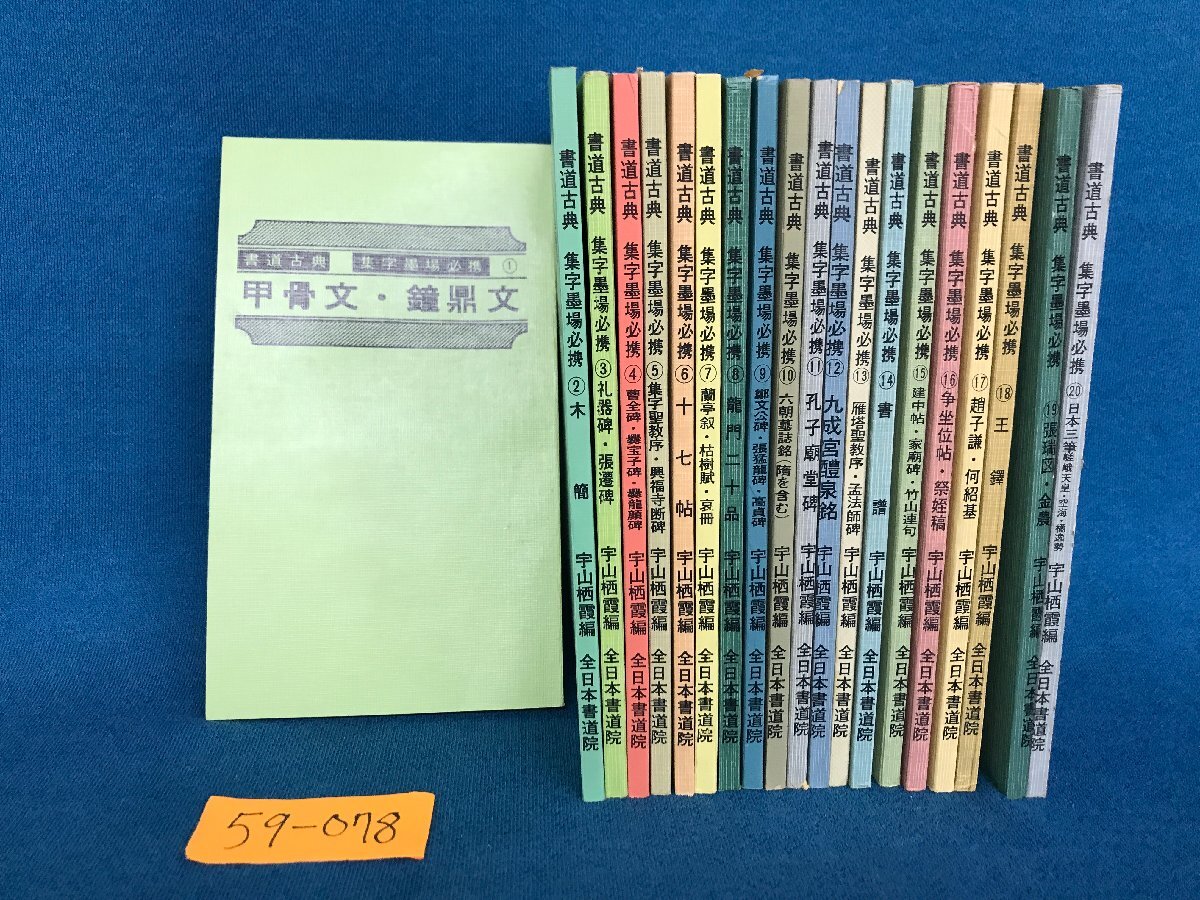 書道古典 集字墨場必携 ①
甲骨文・鐘鼎文
書道古典 集字墨場必携 ② 木簡 宇山栖霞編 全日本書道院
書道古典 集字墨場必携 ③ 礼器碑・張遷碑 宇山栖霞編 全日本書道院
書道古典 集字墨場必携 ④ 曹全碑・爨宝子碑・爨龍顔碑 宇山栖霞編 全日本書道院
書道古典 集字墨場必携 ⑤ 集字聖教序・興福寺断碑 宇山栖霞編 全日本書道院
書道古典 集字墨場必携 ⑥ 十七帖 宇山栖霞編 全日本書道院
書道古典 集字墨場必携 ⑦ 蘭亭叙・枯樹賦・哀冊 宇山栖霞編 全日本書道院
書道古典 集字墨場必携 ⑧ 龍門二十品 宇山栖霞編 全日本書道院
書道古典 集字墨場必携 ⑨ 鄭文公碑・張猛龍碑・高貞碑 宇山栖霞編 全日本書道院
書道古典 集字墨場必携 ⑩ 六朝墓誌銘(隋を含む) 宇山栖霞編 全日本書道院
書道古典 集字墨場必携 ⑪ 孔子廟堂碑 宇山栖霞編 全日本書道院
書道古典 集字墨場必携 ⑫ 九成宮醴泉銘 宇山栖霞編 全日本書道院
書道古典 集字墨場必携 ⑬ 雁塔聖教序・孟法師碑 宇山栖霞編 全日本書道院
書道古典 集字墨場必携 ⑭ 書譜 宇山栖霞編 全日本書道院
書道古典 集字墨場必携 ⑮ 建中帖・家廟碑・竹山連句 宇山栖霞編 全日本書道院
書道古典 集字墨場必携 ⑯ 争坐位帖・祭姪稿 宇山栖霞編 全日本書道院
書道古典 集字墨場必携 ⑰ 趙子謙・何紹基 宇山栖霞編 全日本書道院
書道古典 集字墨場必携 ⑱ 王鐸 宇山栖霞編 全日本書道院
書道古典 集字墨場必携 ⑲ 張瑞図・金農 宇山栖霞編 全日本書道院
書道古典 集字墨場必携 ⑳ 日本三筆 嵯峨天皇・空海・橘逸勢 宇山栖霞編 全日本書道院
59-078